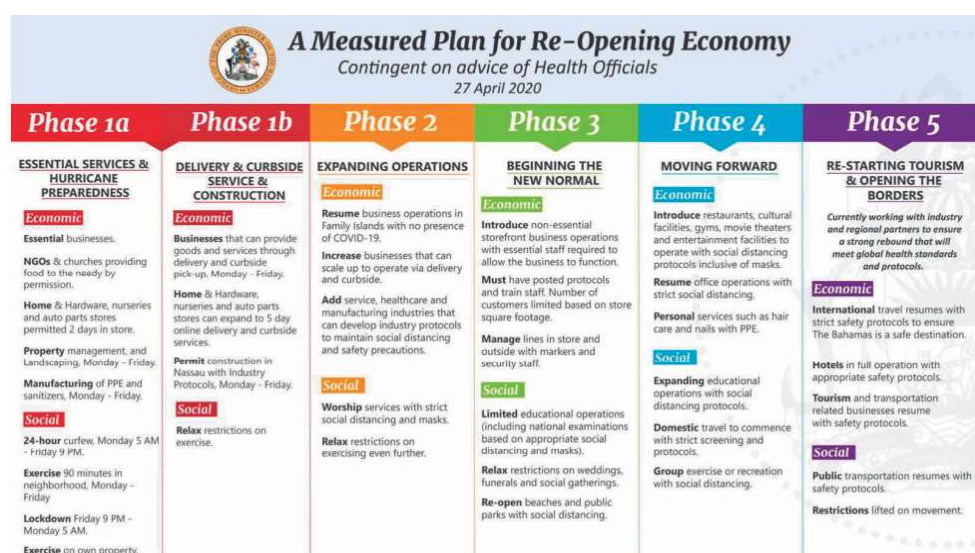 A Measured Plan for Re-Opening Economy
Contingent on advice of Health Officials
27 April 2020
Phase 1a
ESSENTIAL SERVICES &
HURRICANE
PREPAREDNESS
Economic
Essential businesses.
NGOs & churches providing
food to the needy by
permission.
Home & Hardware, nurseries
and auto parts stores
permitted 2 days in store.
Property management, and
Landscaping, Monday - Friday.
Manufacturing of PPE and
sanitizers, Monday - Friday.
Social
24-hour curfew, Monday 5 AM
- Friday 9 PM.
Exercise 90 minutes in
neighborhood, Monday -
Friday
Lockdown Friday 9 PM -
Monday 5 AM.
Exercise on own property,
Phase 1b
DELIVERY & CURBSIDE
SERVICE &
CONSTRUCTION
Economic
Businesses that can provide
goods and services through
delivery and curbside
pick-up, Monday - Friday.
Home & Hardware,
nurseries and auto parts
stores can expand to 5 day
online delivery and curbside
services.
Permit construction in
Nassau with Industry
Protocols, Monday - Friday.
Social
Relax restrictions on
exercise.
Phase 2
EXPANDING OPERATIONS
Economic
Resume business operations in
Family Islands with no presence
of COVID-19.
Increase businesses that can
scale up to operate via delivery
and curbside.
Add service, healthcare and
manufacturing industries that
can develop industry protocols
to maintain social distancing
and safety precautions.
Social
Worship services with strict
social distancing and masks.
Relax restrictions on
exercising even further.
Phase 3
BEGINNING THE
NEW NORMAL
Economic
Introduce non-essential
storefront business operations
with essential staff required to
allow the business to function.
Must have posted protocols
and train staff. Number of
customers limited based on store
square footage.
Manage lines in store and
outside with markers and
security staff.
Social
Limited educational operations
(including national examinations
based on appropriate social
distancing and masks).
Relax restrictions on weddings,
funerals and social gatherings.
Re-open beaches and public
parks with social distancing.
Phase 4
MOVING FORWARD
Economic
Introduce restaurants, cultural
facilities, gyms, movie theaters
and entertainment facilities to
operate with social distancing
protocols inclusive of masks.
Resume office operations with
strict social distancing.
Personal services such as hair
care and nails with PPE.
Social
Expanding educational
operations with social
distancing protocols.
Domestic travel to commence
with strict screening and
protocols.
Group exercise or recreation
with social distancing.
Phase 5
RE-STARTING TOURISM
& OPENING THE
BORDERS
Currently working with industry
and regional partners to ensure
a strong rebound that will
meet global health standards
and protocols.
Economic
International travel resumes with
strict safety protocols to ensure
The Bahamas is a safe destination.
Hotels in full operation with
appropriate safety protocols.
Tourism and transportation
related businesses resume
with safety protocols.
Social
Public transportation resumes with
safety protocols.
Restrictions lifted on movement.